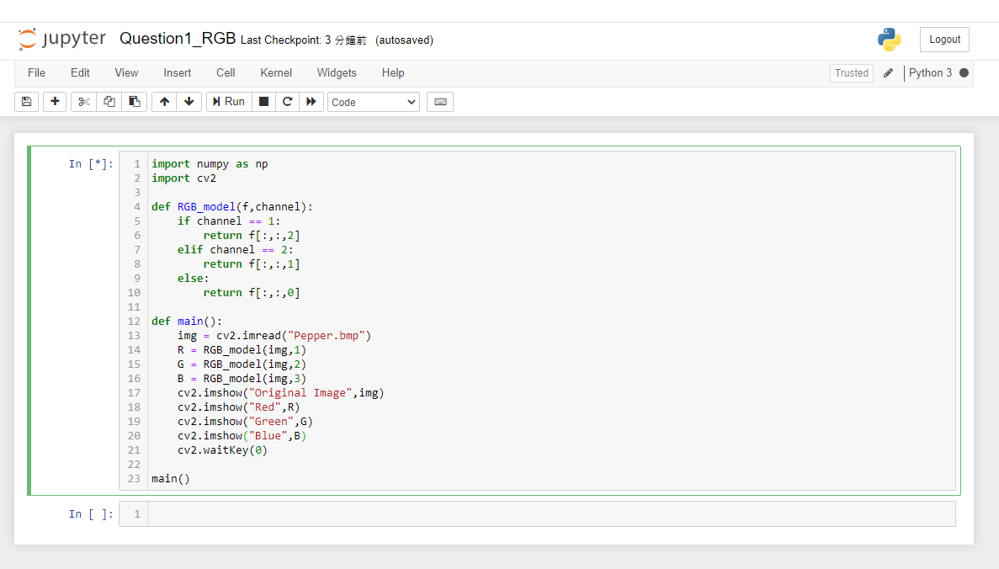 jupyter Question1_RGB Last Checkpoint: 3 分鐘前 (autosaved) Logout
File Edit View Insert Cell Kernel Widgets Help Trusted Python 3
Run Code
In [*]:
1 import numpy as np
2 import cv2
3
4 def RGB_model(f,channel):
5     if channel == 1:
6         return f[:,:,2]
7     elif channel == 2:
8         return f[:,:,1]
9     else:
10         return f[:,:,0]
11
12 def main():
13     img = cv2.imread("Pepper.bmp")
14     R = RGB_model(img,1)
15     G = RGB_model(img,2)
16     B = RGB_model(img,3)
17     cv2.imshow("Original Image",img)
18     cv2.imshow("Red",R)
19     cv2.imshow("Green",G)
20     cv2.imshow("Blue",B)
21     cv2.waitKey(0)
22
23 main()
In [ ]: 1